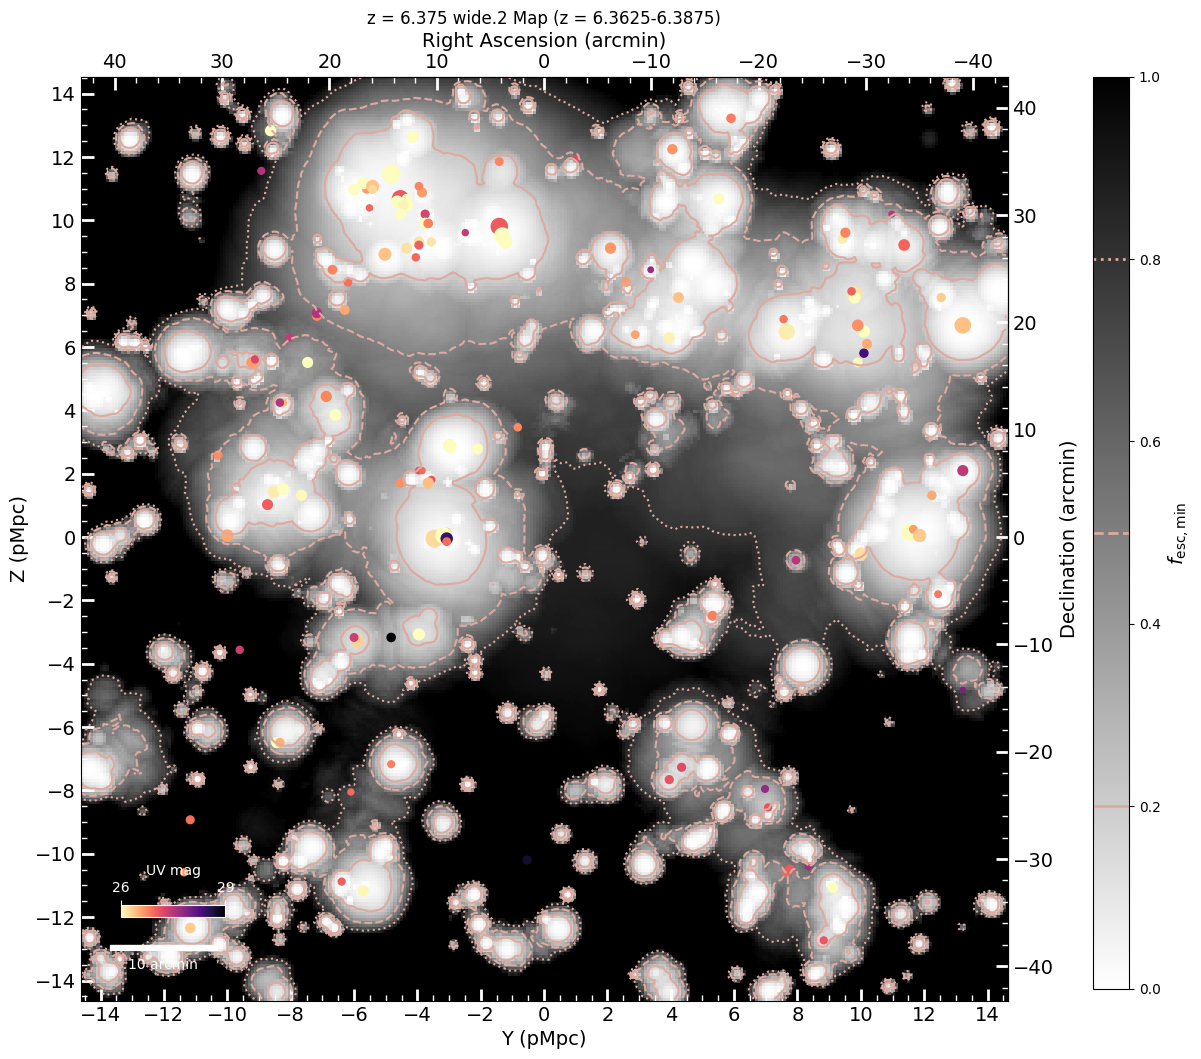 z = 6.375 wide.2 Map (z = 6.3625-6.3875)
Right Ascension (arcmin)
40 30 20 10 0 −10 −20 −30 −40
14 12 10 8 6 4 2 0 −2 −4 −6 −8 −10 −12 −14
Z (pMpc)
40 30 20 10 0 −10 −20 −30 −40
Declination (arcmin)
1.0 0.8 0.6 0.4 0.2 0.0
fesc,min
UV mag
26 29
10 arcmin
−14 −12 −10 −8 −6 −4 −2 0 2 4 6 8 10 12 14
Y (pMpc)